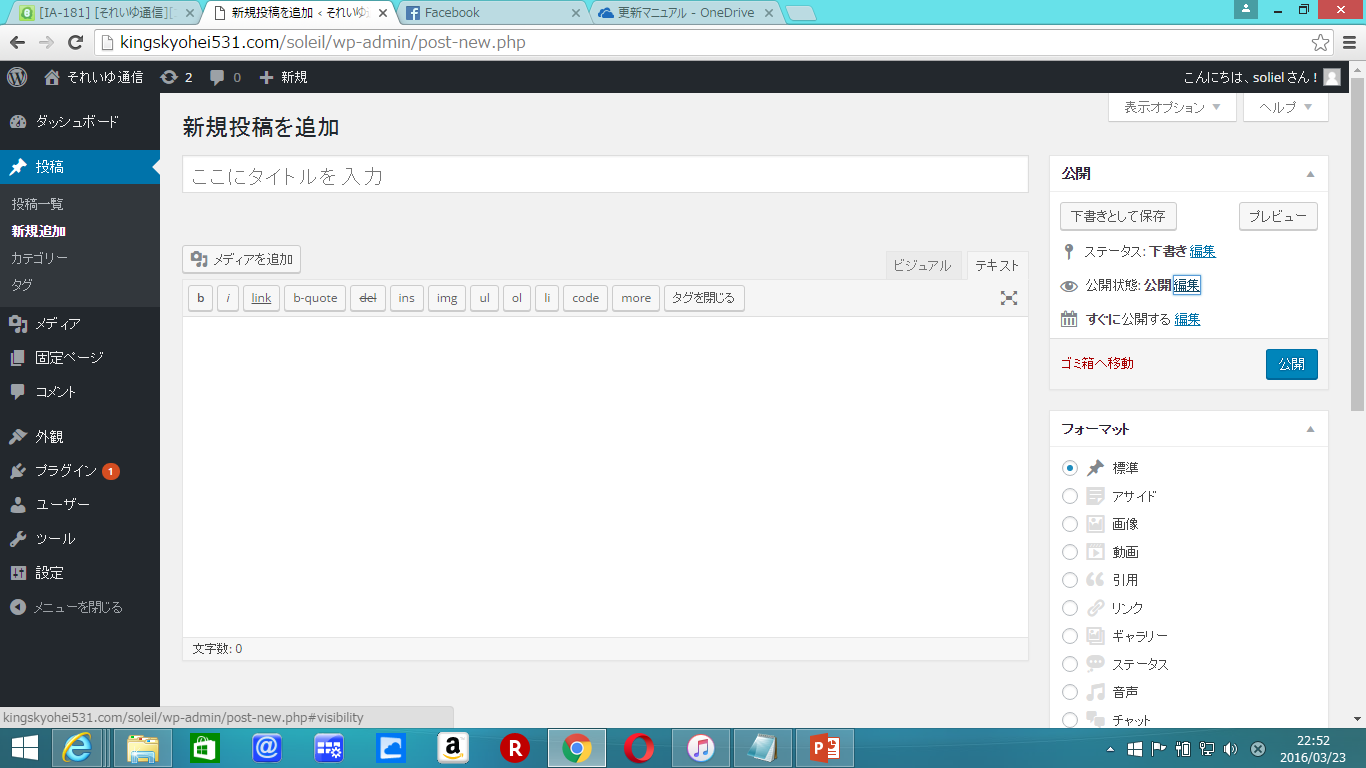 [IA-181] [それいゆ通信][
新規投稿を追加 ‹ それいゆ
Facebook
更新マニュアル - OneDrive
kingskyohei531.com/soleil/wp-admin/post-new.php
それいゆ通信
2
0
新規
こんにちは、soliel さん！
表示オプション
ヘルプ
ダッシュボード
投稿
投稿一覧
新規追加
カテゴリー
タグ
メディア
固定ページ
コメント
外観
プラグイン 1
ユーザー
ツール
設定
メニューを閉じる
新規投稿を追加
ここにタイトルを入力
メディアを追加
ビジュアル
テキスト
b
i
link
b-quote
del
ins
img
ul
ol
li
code
more
タグを閉じる
文字数: 0
公開
下書きとして保存
プレビュー
ステータス: 下書き 編集
公開状態: 公開 編集
すぐに公開する 編集
ゴミ箱へ移動
公開
フォーマット
標準
アサイド
画像
動画
引用
リンク
ギャラリー
ステータス
音声
チャット
kingskyohei531.com/soleil/wp-admin/post-new.php#visibility
22:52
2016/03/23